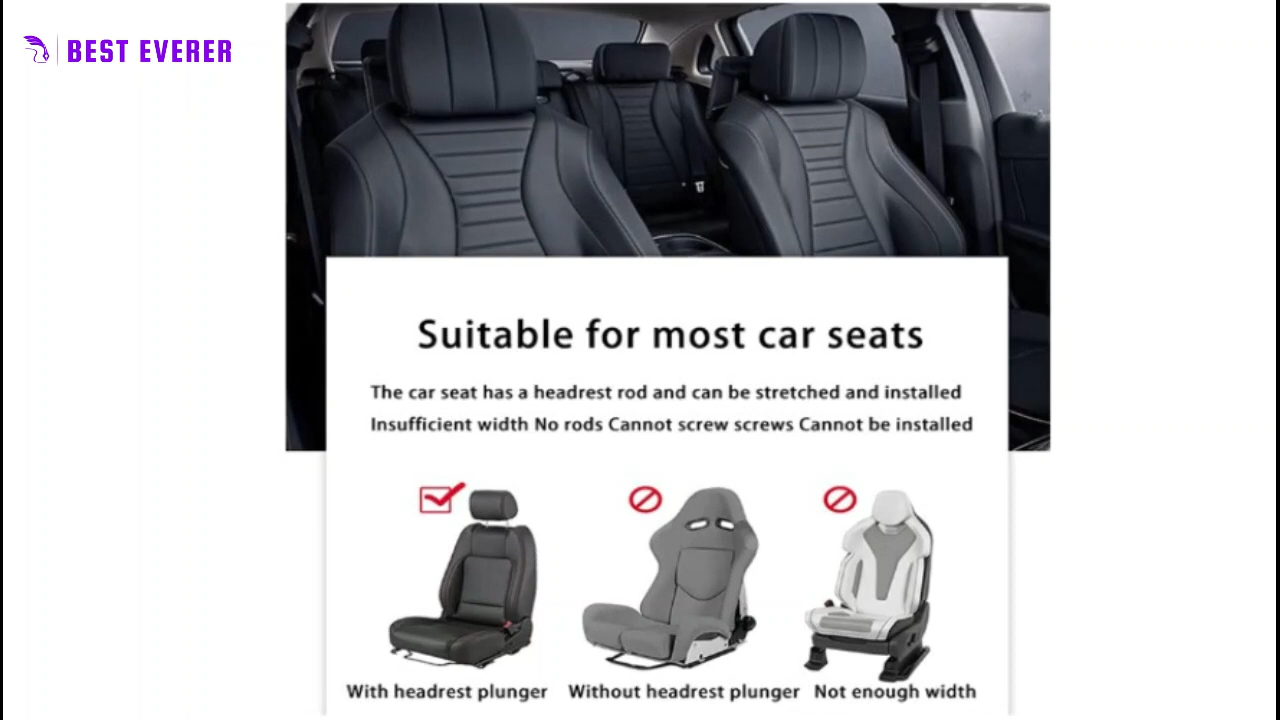 BEST EVERER
Suitable for most car seats
The car seat has a headrest rod and can be stretched and installed
Insufficient width No rods Cannot screw screws Cannot be installed
With headrest plunger
Without headrest plunger
Not enough width